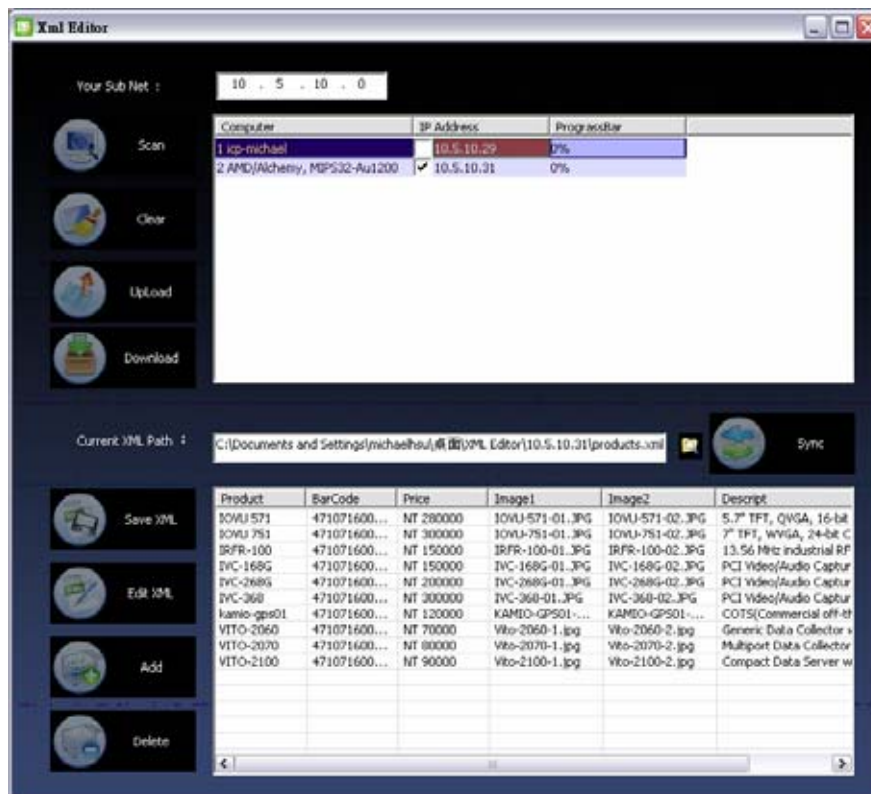 Xml Editor
Your Sub Net :
10 . 5 . 10 . 0
Scan
Computer IP Address PrograssBar
1 icp-michael 10.5.10.29 0%
2 AMD/Alchemy, MIPS32-Au1200 10.5.10.31 0%
Clear
UpLoad
Download
Current XML Path :
C:\Documents and Settings\michaelhsu\桌面\XML Editor\10.5.10.31\products.xml
Sync
Save XML
Edit XML
Add
Delete
Product BarCode Price Image1 Image2 Descript
IOVU 571 471071600... NT 280000 IOVU-571-01.JPG IOVU-571-02.JPG 5.7" TFT, QVGA, 16-bit
IOVU 751 471071600... NT 300000 IOVU-751-01.JPG IOVU-751-02.JPG 7" TFT, WVGA, 24-bit C
IRFR-100 471071600... NT 150000 IRFR-100-01.JPG IRFR-100-02.JPG 13.56 MHz industrial RF
IVC-168G 471071600... NT 150000 IVC-168G-01.JPG IVC-168G-02.JPG PCI Video/Audio Captur
IVC-268G 471071600... NT 200000 IVC-268G-01.JPG IVC-268G-02.JPG PCI Video/Audio Captur
IVC-368 471071600... NT 300000 IVC-368-01.JPG IVC-368-02.JPG PCI Video/Audio Captur
kamio-gps01 471071600... NT 120000 KAMIO-GPS01-... KAMIO-GPS01-... COTS(Commercial off-th
VITO-2060 471071600... NT 70000 Vito-2060-1.jpg Vito-2060-2.jpg Generic Data Collector w
VITO-2070 471071600... NT 80000 Vito-2070-1.jpg Vito-2070-2.jpg Multiport Data Collector
VITO-2100 471071600... NT 90000 Vito-2100-1.jpg Vito-2100-2.jpg Compact Data Server w